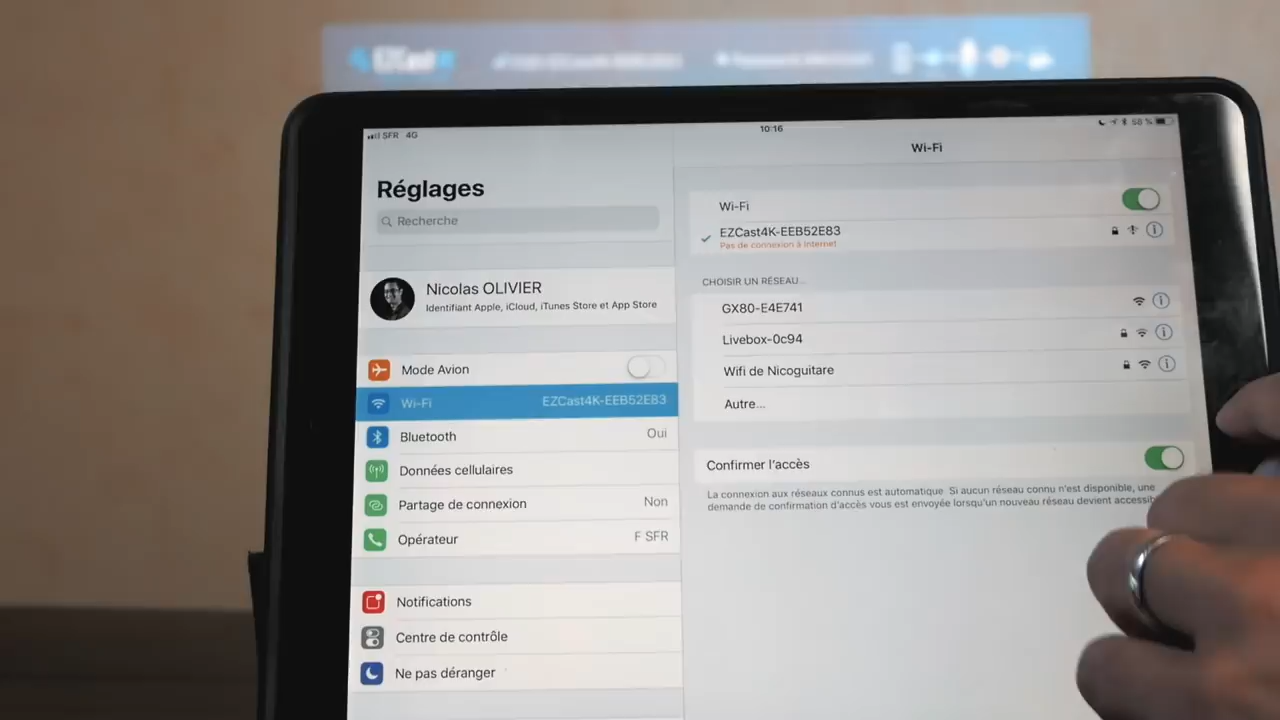 EZCast
SFR 4G
10:16
58 %
Réglages
Recherche
Nicolas OLIVIER
Identifiant Apple, iCloud, iTunes Store et App Store
Mode Avion
Wi-Fi EZCast4K-EEB52E83
Bluetooth Oui
Données cellulaires
Partage de connexion Non
Opérateur F SFR
Notifications
Centre de contrôle
Ne pas déranger
Wi-Fi
Wi-Fi
EZCast4K-EEB52E83
Pas de connexion à Internet
CHOISIR UN RÉSEAU...
GX80-E4E741
Livebox-0c94
Wifi de Nicoguitare
Autre...
Confirmer l'accès
La connexion aux réseaux connus est automatique. Si aucun réseau connu n'est disponible, une
demande de confirmation d'accès vous est envoyée lorsqu'un nouveau réseau devient accessib